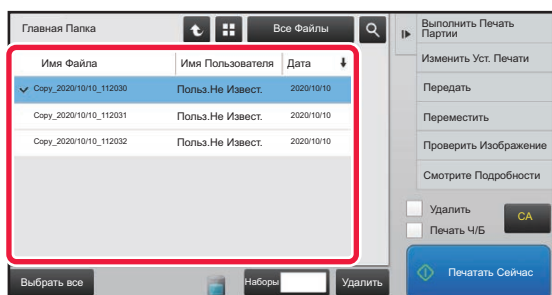 Главная Папка
Все Файлы
Имя Файла Имя Пользователя Дата
Copy_2020/10/10_112030 Польз.Не Извест. 2020/10/10
Copy_2020/10/10_112031 Польз.Не Извест. 2020/10/10
Copy_2020/10/10_112032 Польз.Не Извест. 2020/10/10
Выбрать все
Наборы
Удалить
Выполнить Печать
Партии
Изменить Уст. Печати
Передать
Переместить
Проверить Изображение
Смотрите Подробности
Удалить
Печать Ч/Б
CA
Печатать Сейчас